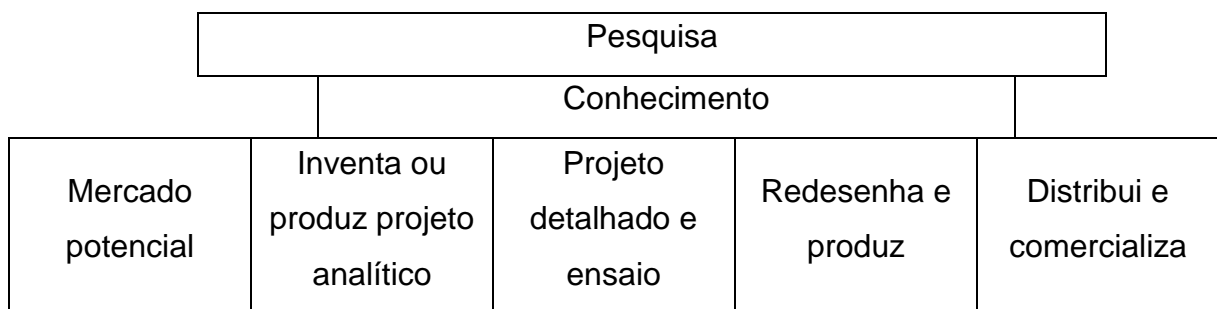 Pesquisa
Conhecimento
Mercado
potencial
Inventa ou
produz projeto
analítico
Projeto
detalhado e
ensaio
Redesenha e
produz
Distribui e
comercializa